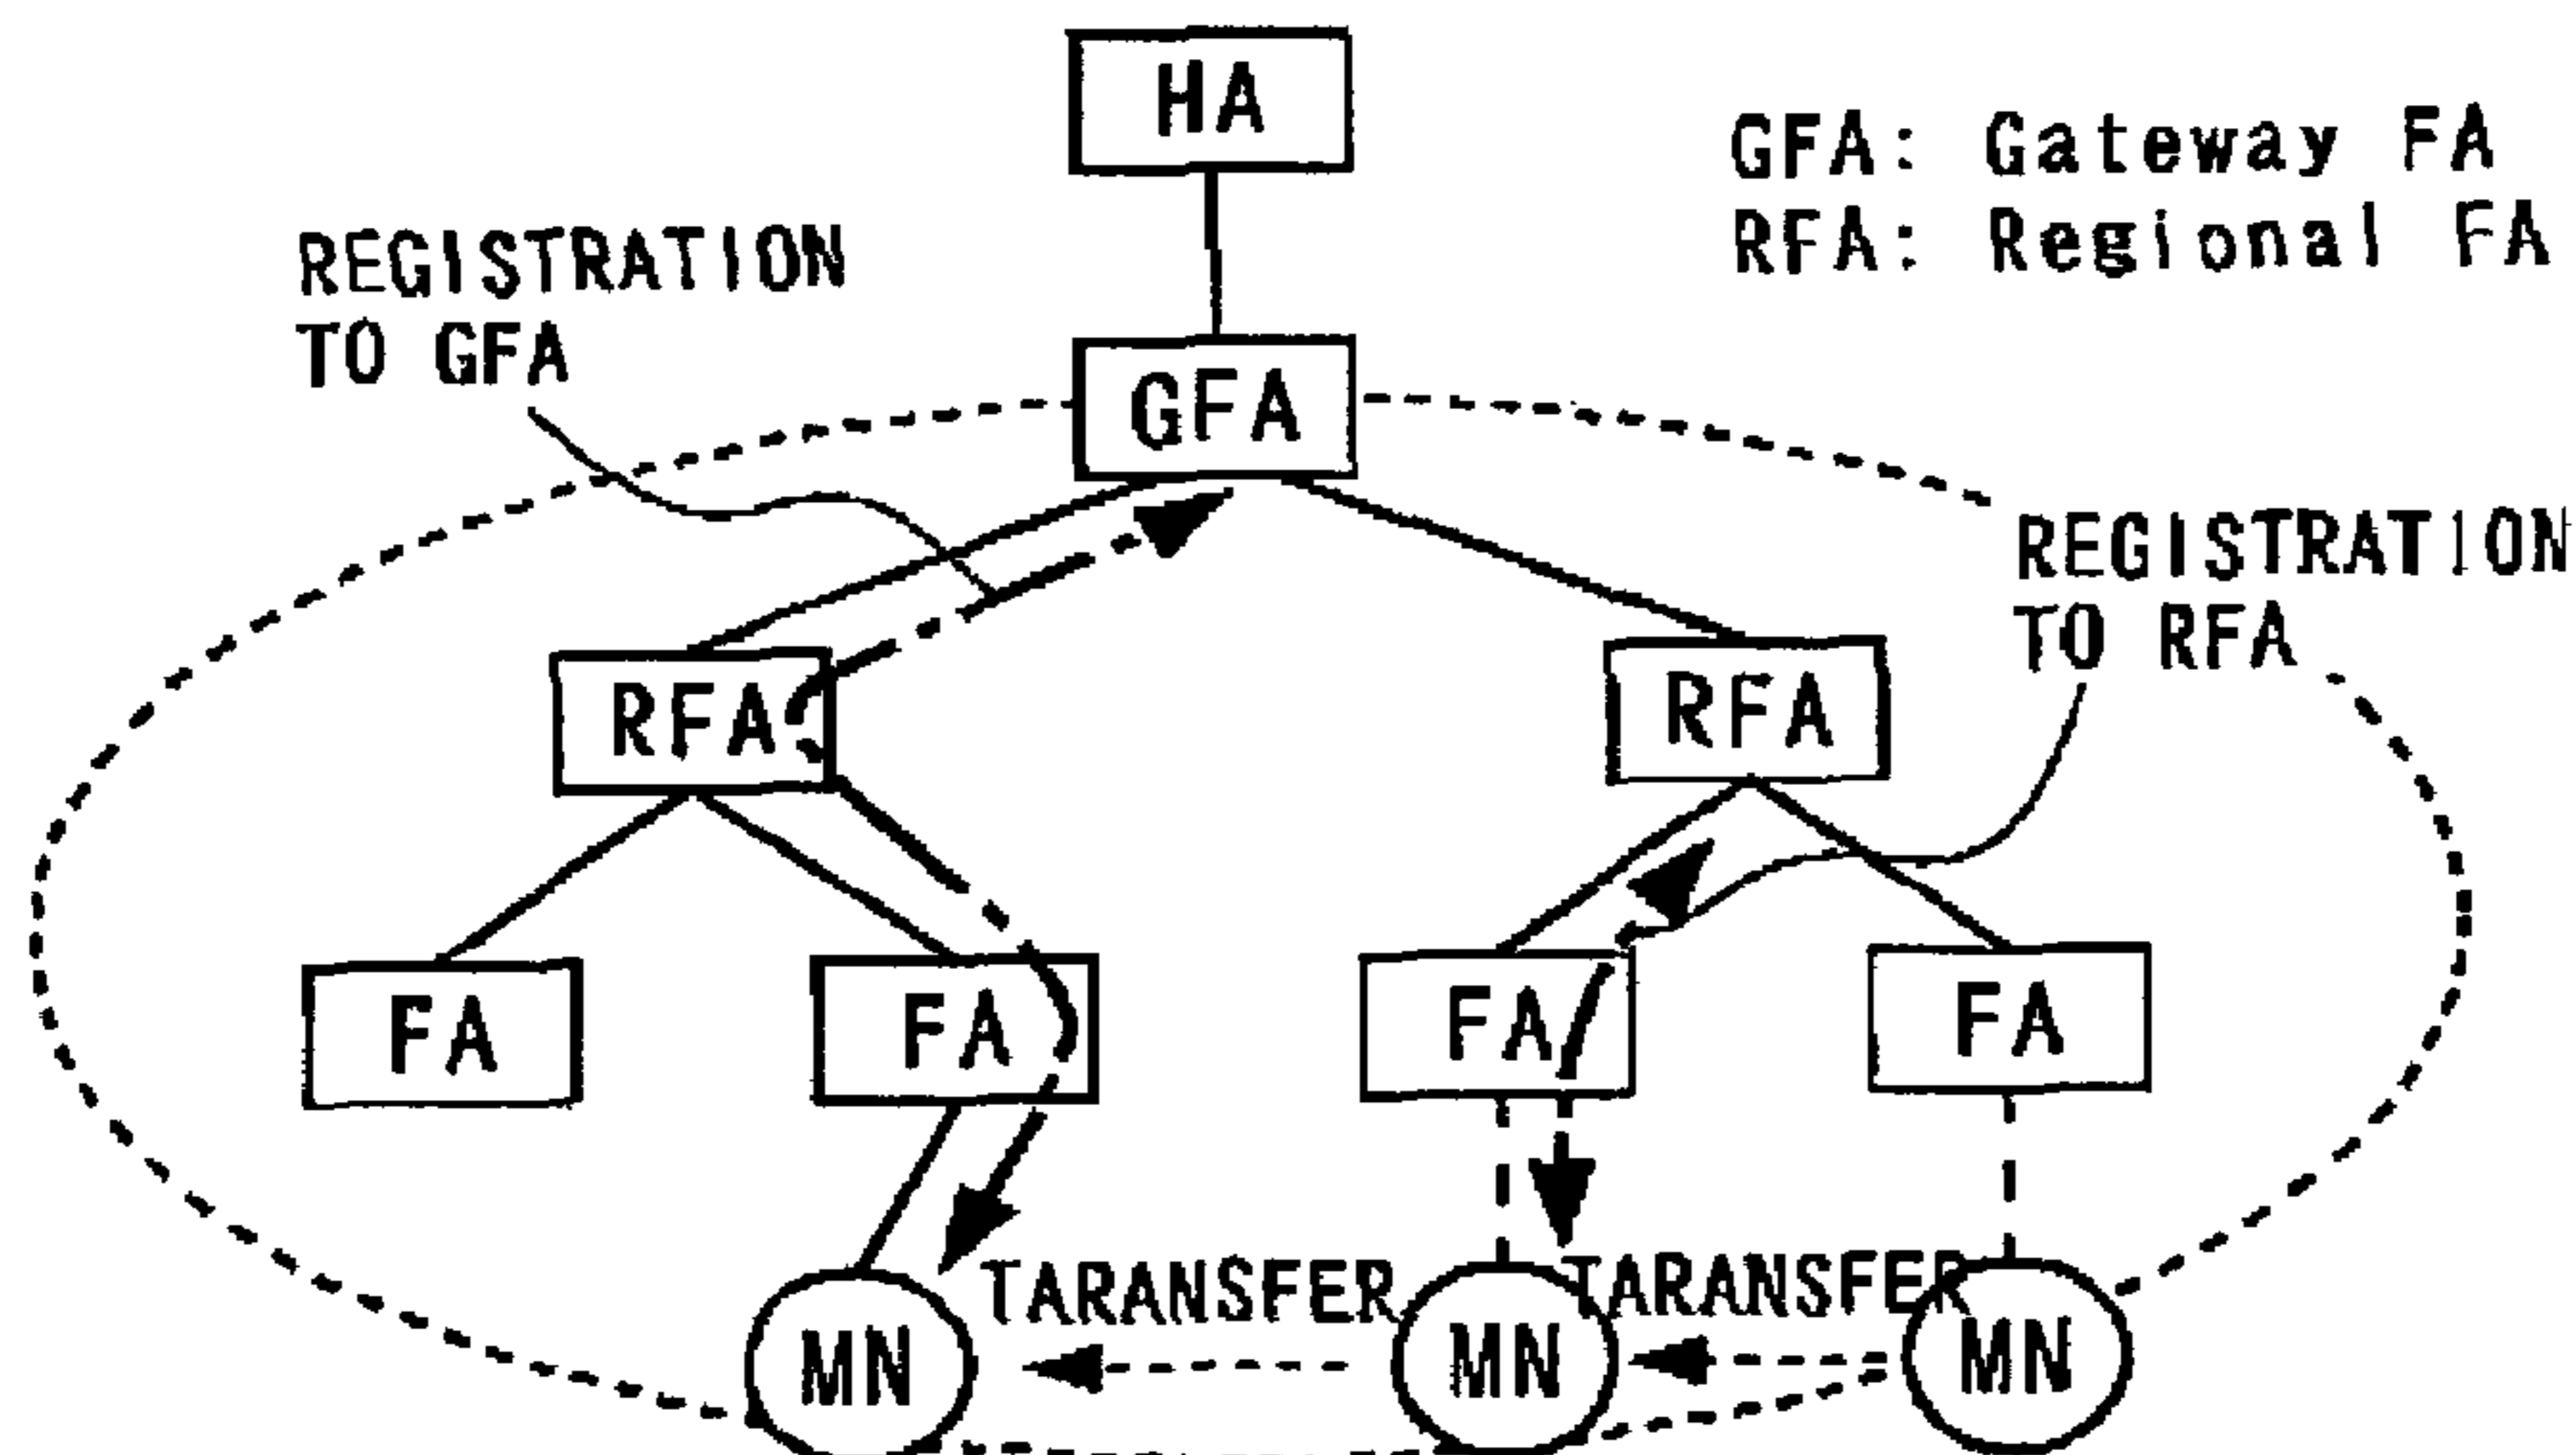 HA
GFA: Gateway FA
RFA: Regional FA
REGISTRATION
TO GFA
GFA
REGISTRATION
TO RFA
RFA
RFA
FA
FA
FA
FA
TARANSFER
TARANSFER
MN
MN
MN